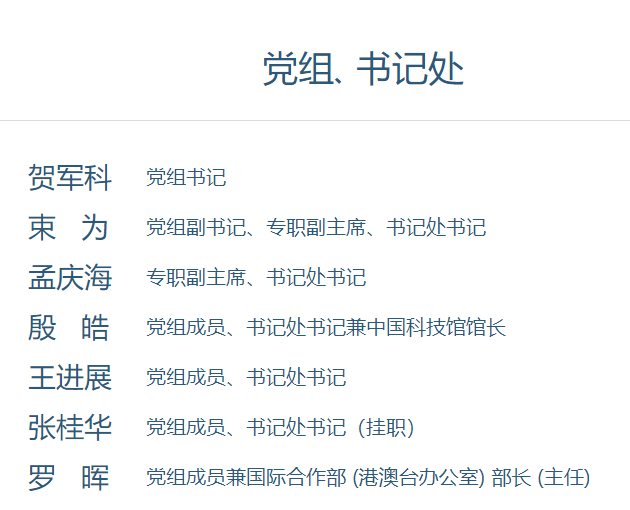 党组、书记处
贺军科 党组书记
束 为 党组副书记、专职副主席、书记处书记
孟庆海 专职副主席、书记处书记
殷 皓 党组成员、书记处书记兼中国科技馆馆长
王进展 党组成员、书记处书记
张桂华 党组成员、书记处书记（挂职）
罗 晖 党组成员兼国际合作部 (港澳台办公室) 部长 (主任)